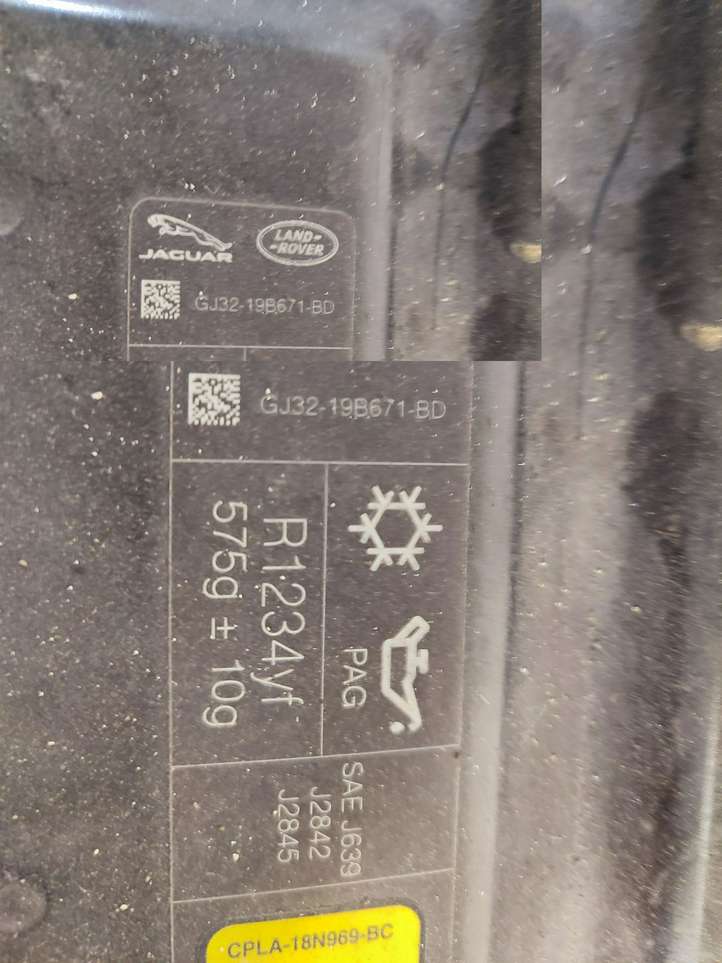 JAGUAR
LAND-
-ROVER
GJ32-19B671-BD
GJ32-19B671-BD
R1234yf
575g ± 10g
PAG
SAE J639
J2842
J2845
CPLA-18N969-BC